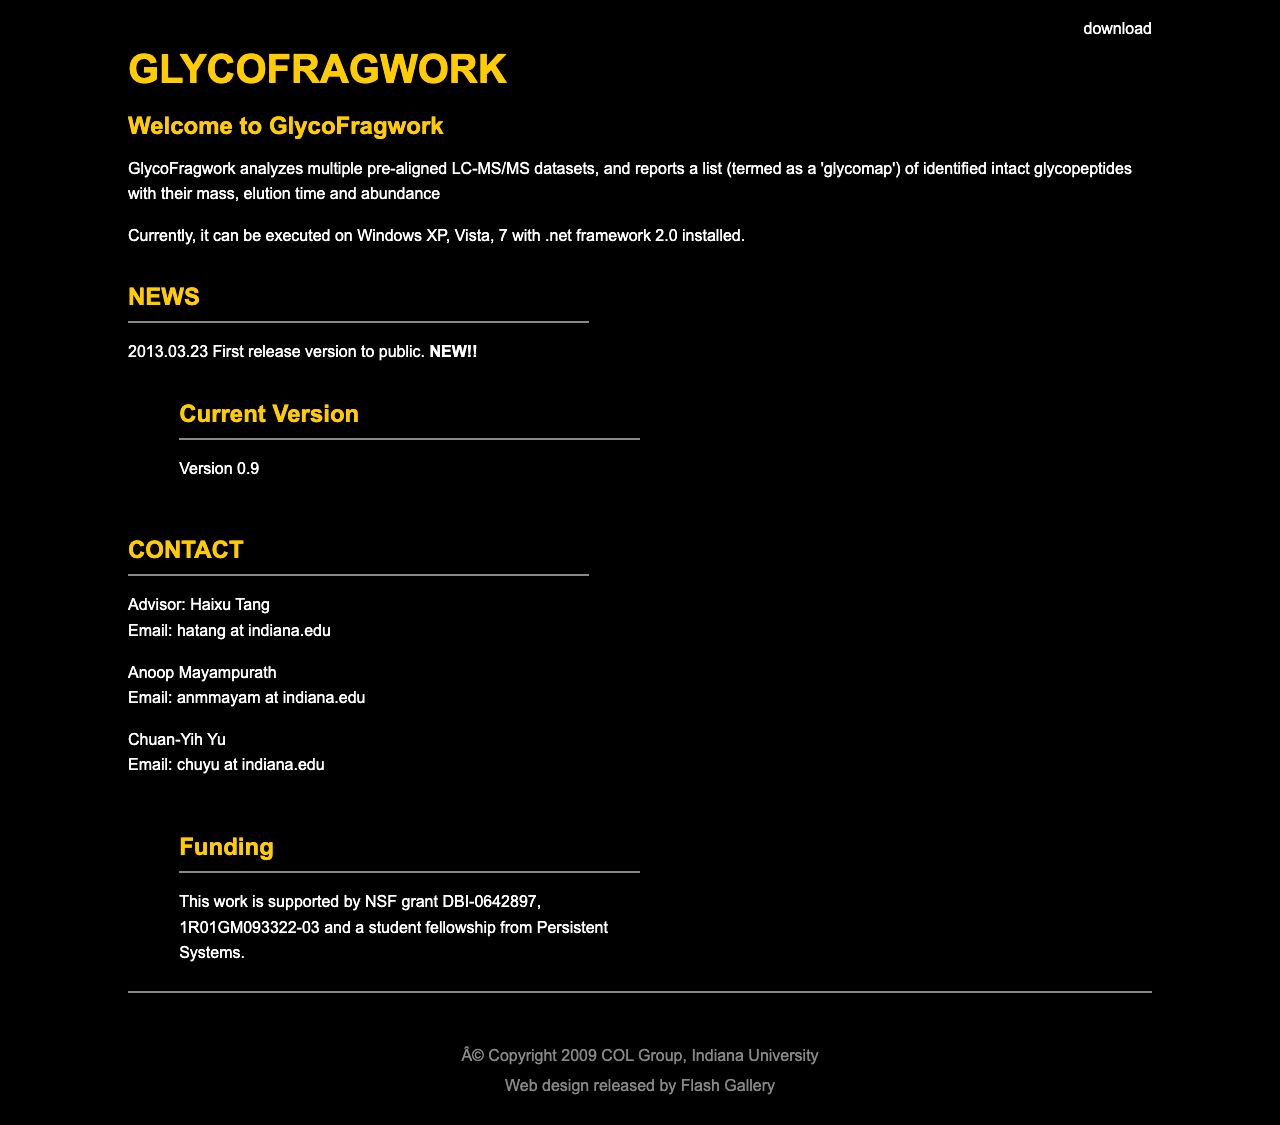 download
GLYCOFRAGWORK
Welcome to GlycoFragwork
GlycoFragwork analyzes multiple pre-aligned LC-MS/MS datasets, and reports a list (termed as a 'glycomap') of identified intact glycopeptides
with their mass, elution time and abundance
Currently, it can be executed on Windows XP, Vista, 7 with .net framework 2.0 installed.
NEWS
2013.03.23 First release version to public. NEW!!
Current Version
Version 0.9
CONTACT
Advisor: Haixu Tang
Email: hatang at indiana.edu
Anoop Mayampurath
Email: anmmayam at indiana.edu
Chuan-Yih Yu
Email: chuyu at indiana.edu
Funding
This work is supported by NSF grant DBI-0642897,
1R01GM093322-03 and a student fellowship from Persistent
Systems.
Â© Copyright 2009 COL Group, Indiana University
Web design released by Flash Gallery